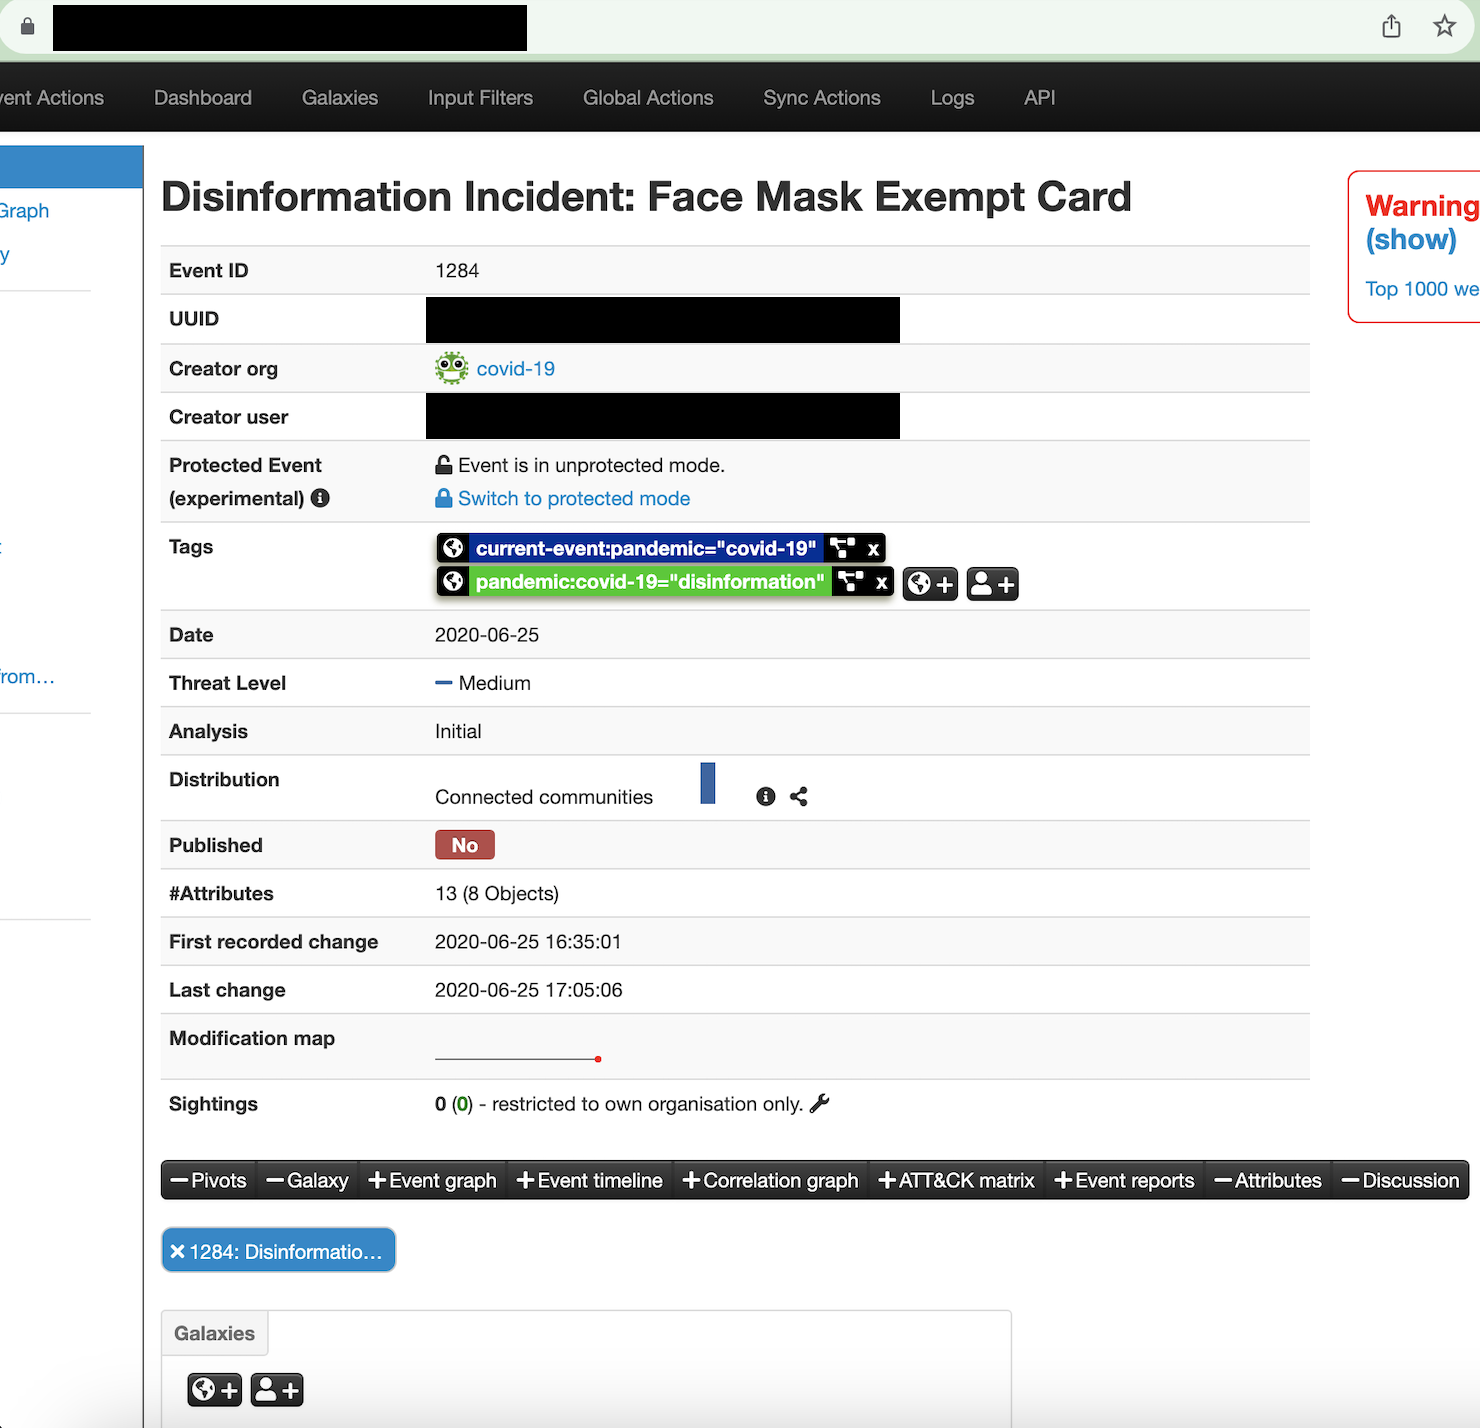 vent Actions Dashboard Galaxies Input Filters Global Actions Sync Actions Logs API
Graph
y
rom...
Disinformation Incident: Face Mask Exempt Card
Warning
(show)
Top 1000 we
Event ID 1284
UUID
Creator org covid-19
Creator user
Protected Event Event is in unprotected mode.
(experimental) Switch to protected mode
Tags current-event:pandemic="covid-19" x
pandemic:covid-19="disinformation" x
Date 2020-06-25
Threat Level Medium
Analysis Initial
Distribution Connected communities
Published No
#Attributes 13 (8 Objects)
First recorded change 2020-06-25 16:35:01
Last change 2020-06-25 17:05:06
Modification map
Sightings 0 (0) - restricted to own organisation only.
−Pivots −Galaxy +Event graph +Event timeline +Correlation graph +ATT&CK matrix +Event reports −Attributes −Discussion
×1284: Disinformatio...
Galaxies